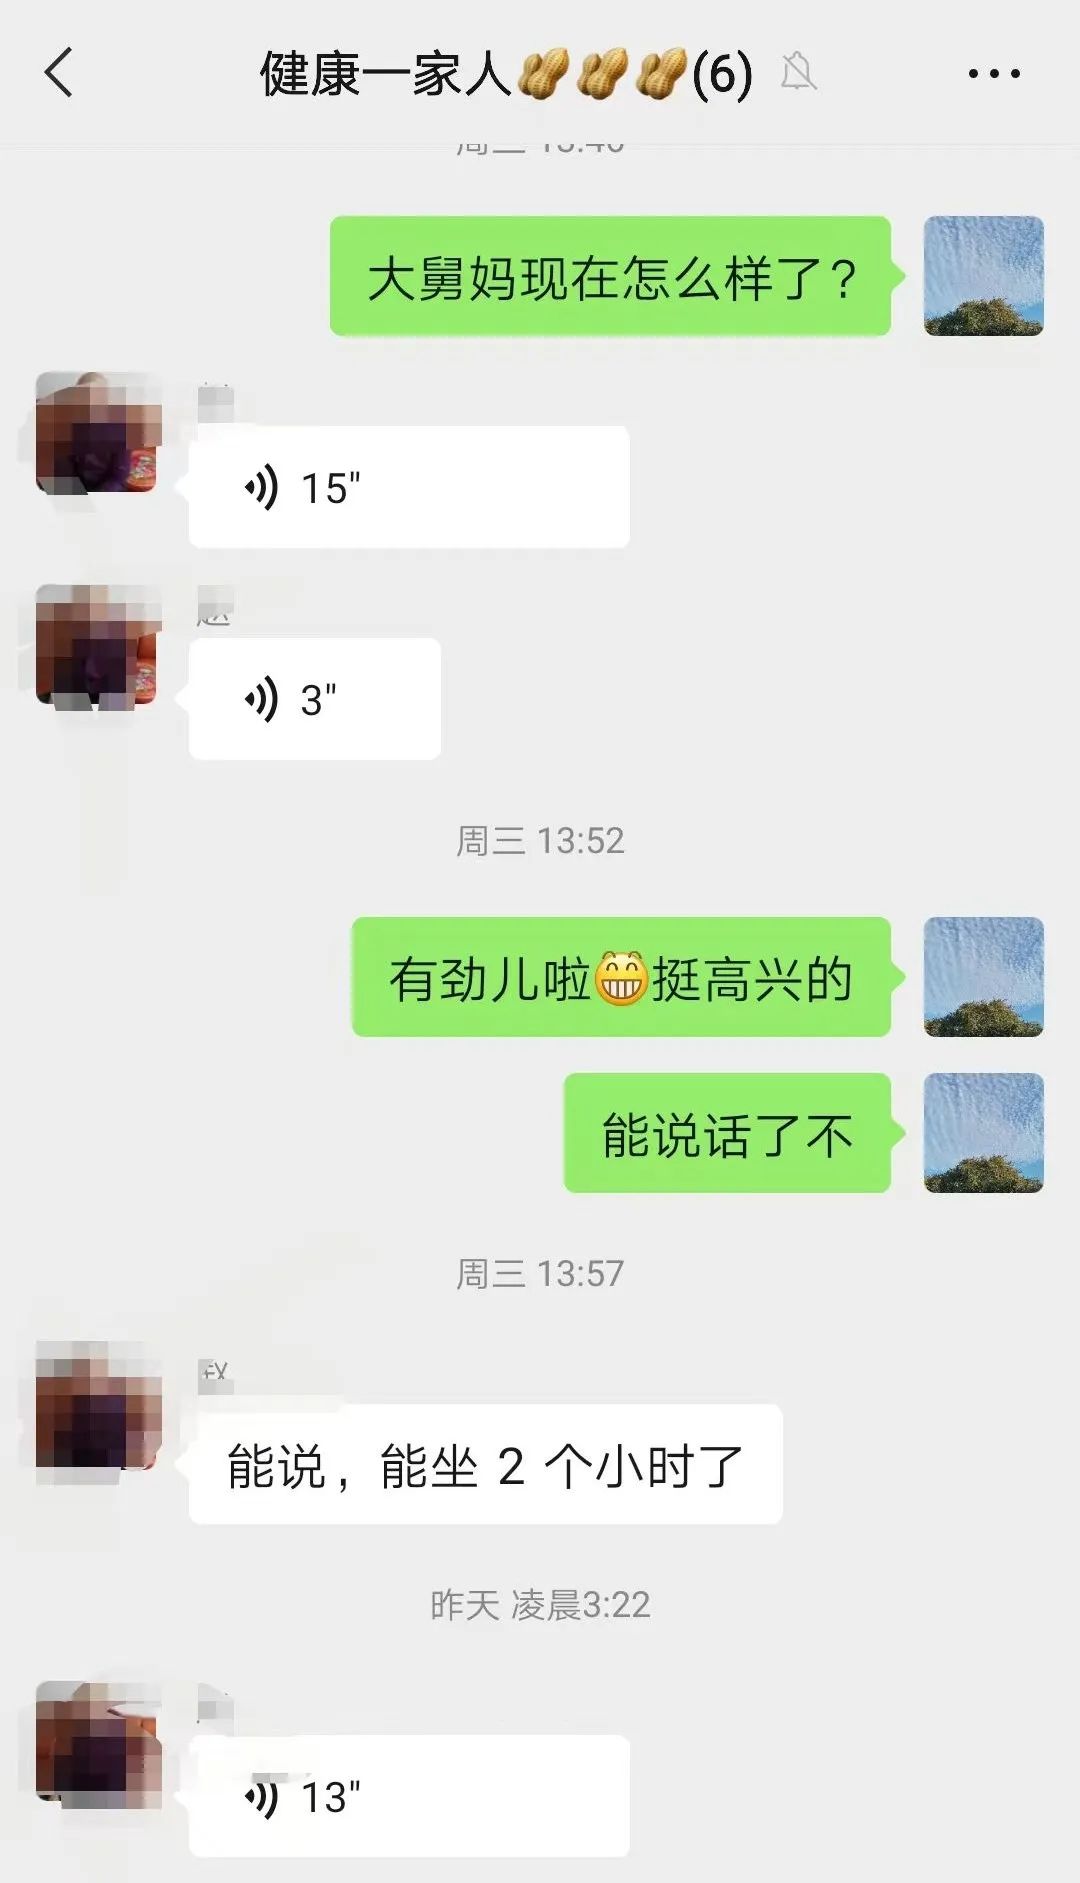 健康一家人🥜🥜🥜(6)
大舅妈现在怎么样了？
15"
3"
周三 13:52
有劲儿啦😁挺高兴的
能说话了不
周三 13:57
能说，能坐 2 个小时了
昨天 凌晨3:22
13"